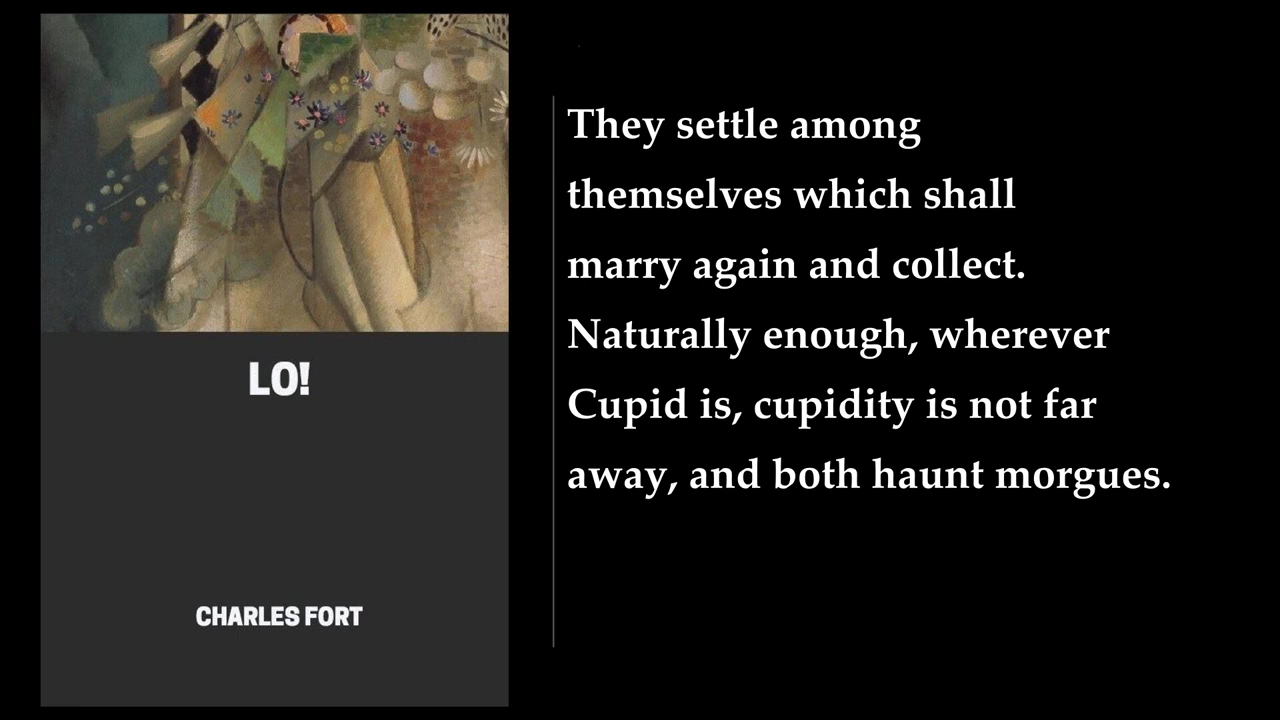 LO!
CHARLES FORT
They settle among
themselves which shall
marry again and collect.
Naturally enough, wherever
Cupid is, cupidity is not far
away, and both haunt morgues.